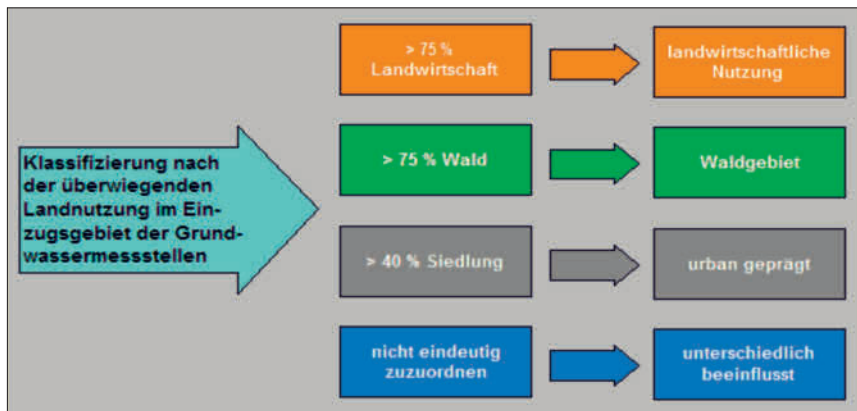 Klassifizierung nach
der überwiegenden
Landnutzung im Ein-
zugsgebiet der Grund-
wassermessstellen
> 75 %
Landwirtschaft
landwirtschaftliche
Nutzung
> 75 % Wald
Waldgebiet
> 40 % Siedlung
urban geprägt
nicht eindeutig
zuzuordnen
unterschiedlich
beeinflusst